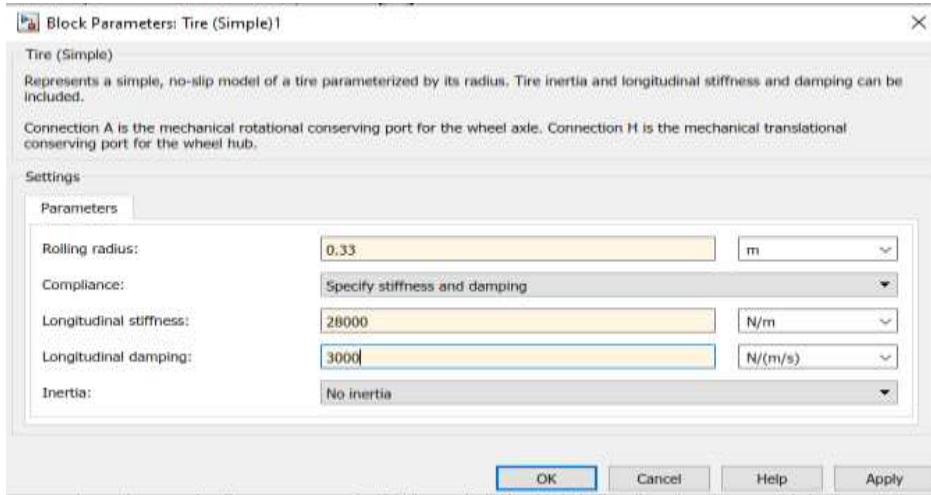 Block Parameters: Tire (Simple)1
Tire (Simple)
Represents a simple, no-slip model of a tire parameterized by its radius. Tire inertia and longitudinal stiffness and damping can be
included.
Connection A is the mechanical rotational conserving port for the wheel axle. Connection H is the mechanical translational
conserving port for the wheel hub.
Settings
Parameters
Rolling radius: 0.33 m
Compliance: Specify stiffness and damping
Longitudinal stiffness: 28000 N/m
Longitudinal damping: 3000 N/(m/s)
Inertia: No inertia
OK Cancel Help Apply